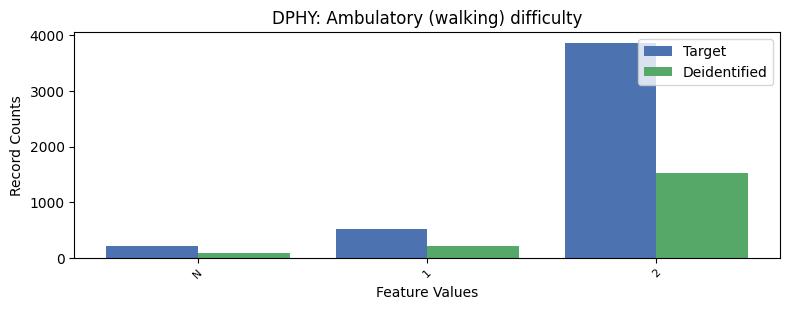 DPHY: Ambulatory (walking) difficulty
4000
3000
2000
1000
0
Record Counts
Target
Deidentified
N
1
2
Feature Values